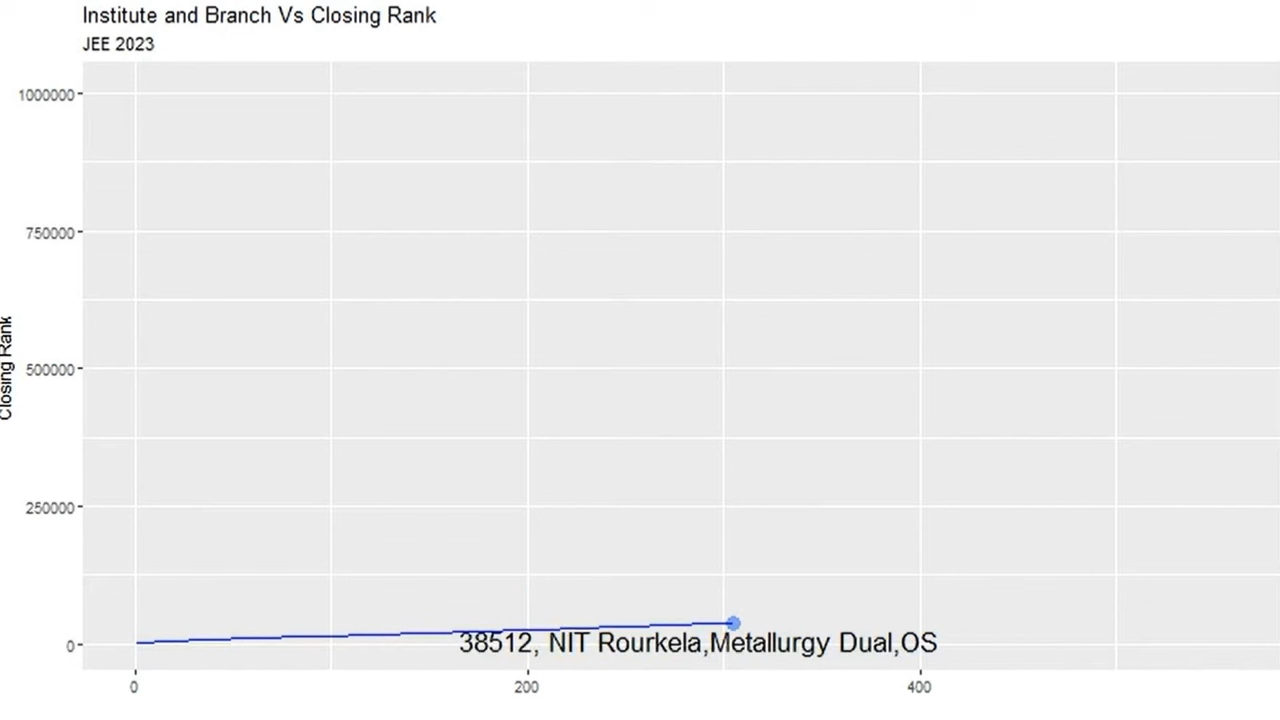 Institute and Branch Vs Closing Rank
JEE 2023
1000000
750000
500000
250000
0
Closing Rank
38512, NIT Rourkela,Metallurgy Dual,OS
0
200
400